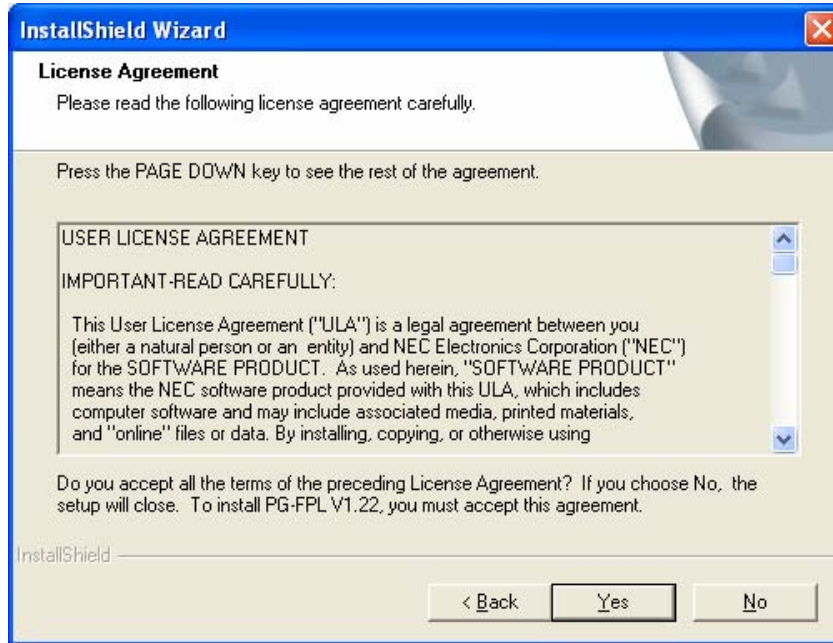 InstallShield Wizard
License Agreement
Please read the following license agreement carefully.
Press the PAGE DOWN key to see the rest of the agreement.
USER LICENSE AGREEMENT
IMPORTANT-READ CAREFULLY:
This User License Agreement ("ULA") is a legal agreement between you
(either a natural person or an  entity) and NEC Electronics Corporation ("NEC")
for the SOFTWARE PRODUCT.  As used herein, "SOFTWARE PRODUCT"
means the NEC software product provided with this ULA, which includes
computer software and may include associated media, printed materials,
and "online" files or data. By installing, copying, or otherwise using
Do you accept all the terms of the preceding License Agreement?  If you choose No,  the
setup will close.  To install PG-FPL V1.22, you must accept this agreement.
InstallShield
< Back
Yes
No